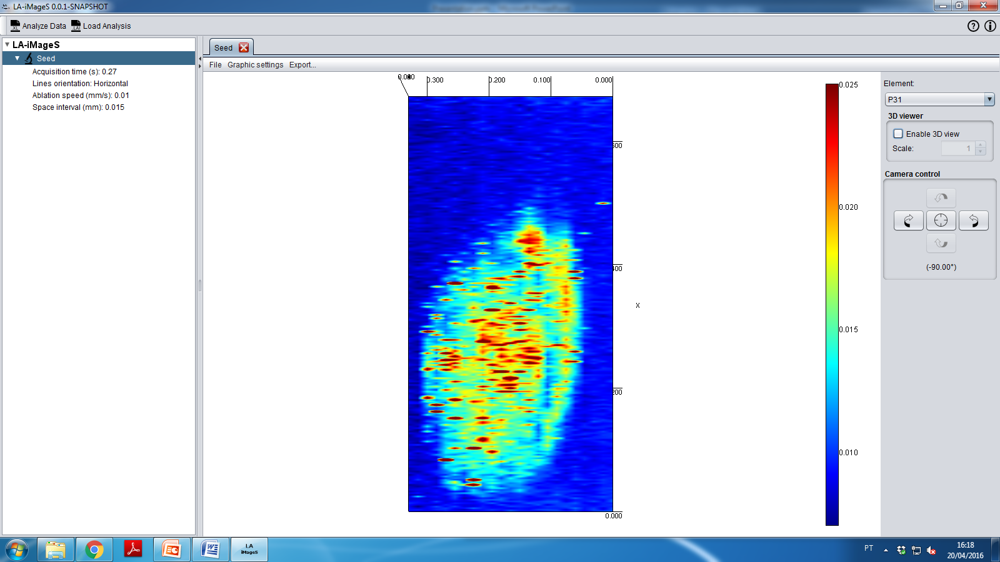 LA-iMageS 0.0.1-SNAPSHOT
Analyze Data
Load Analysis
LA-iMageS
Seed
Acquisition time (s): 0.27
Lines orientation: Horizontal
Ablation speed (mm/s): 0.01
Space interval (mm): 0.015
Seed
File Graphic settings Export...
0.300 0.200 0.100 0.000
600
400
X
200
0.000
0.025
0.020
0.015
0.010
Element:
P31
3D viewer
Enable 3D view
Scale: 1
Camera control
(-90.00°)
LA
iMageS
PT
16:18
20/04/2016